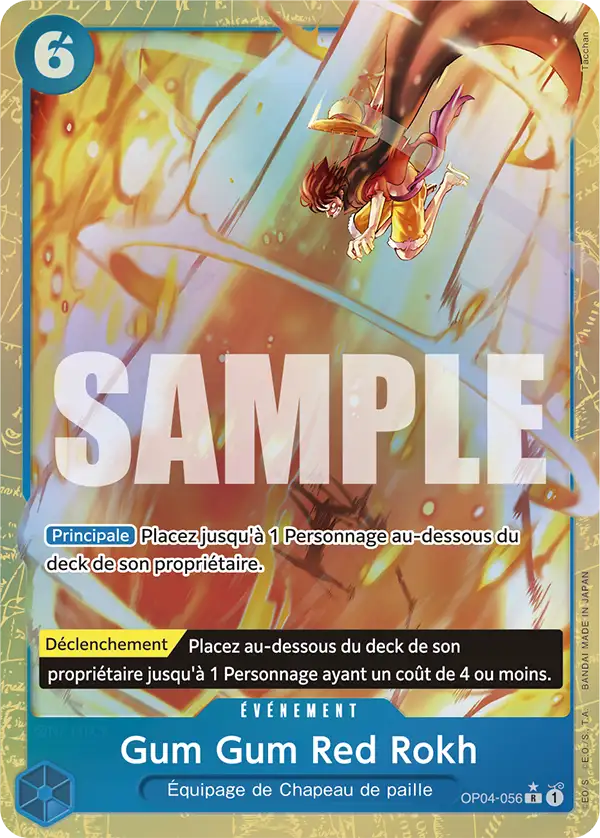 6
Tacchan
SAMPLE
Principale Placez jusqu'à 1 Personnage au-dessous du
deck de son propriétaire.
Déclenchement Placez au-dessous du deck de son
propriétaire jusqu'à 1 Personnage ayant un coût de 4 ou moins.
©E.O./S. ©E.O./S., T.A. BANDAI MADE IN JAPAN
ÉVÉNEMENT
Gum Gum Red Rokh
Équipage de Chapeau de paille
OP04-056 R 1